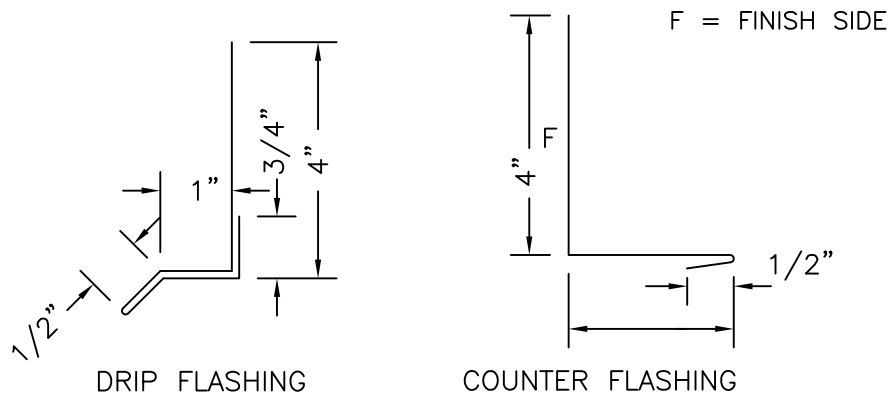 F = FINISH SIDE
1”
3/4”
4”
1/2”
DRIP FLASHING
F
4”
1/2”
COUNTER FLASHING